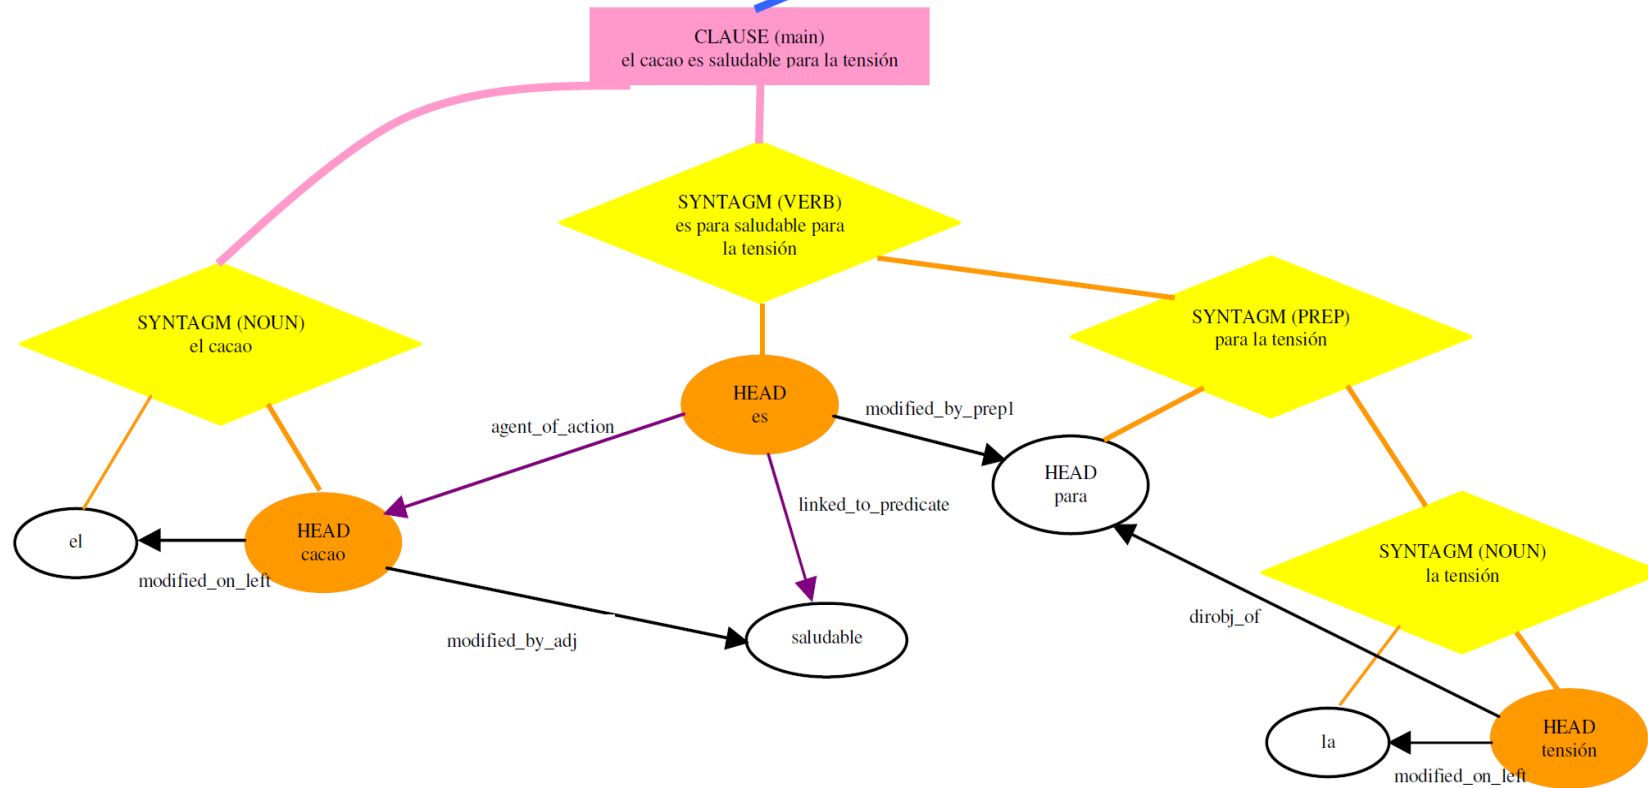 CLAUSE (main)
el cacao es saludable para la tensión
SYNTAGM (VERB)
es para saludable para
la tensión
SYNTAGM (NOUN)
el cacao
SYNTAGM (PREP)
para la tensión
HEAD
es
modified_by_prep1
agent_of_action
HEAD
para
linked_to_predicate
HEAD
cacao
el
modified_on_left
SYNTAGM (NOUN)
la tensión
dirobj_of
saludable
modified_by_adj
la
HEAD
tensión
modified_on_left